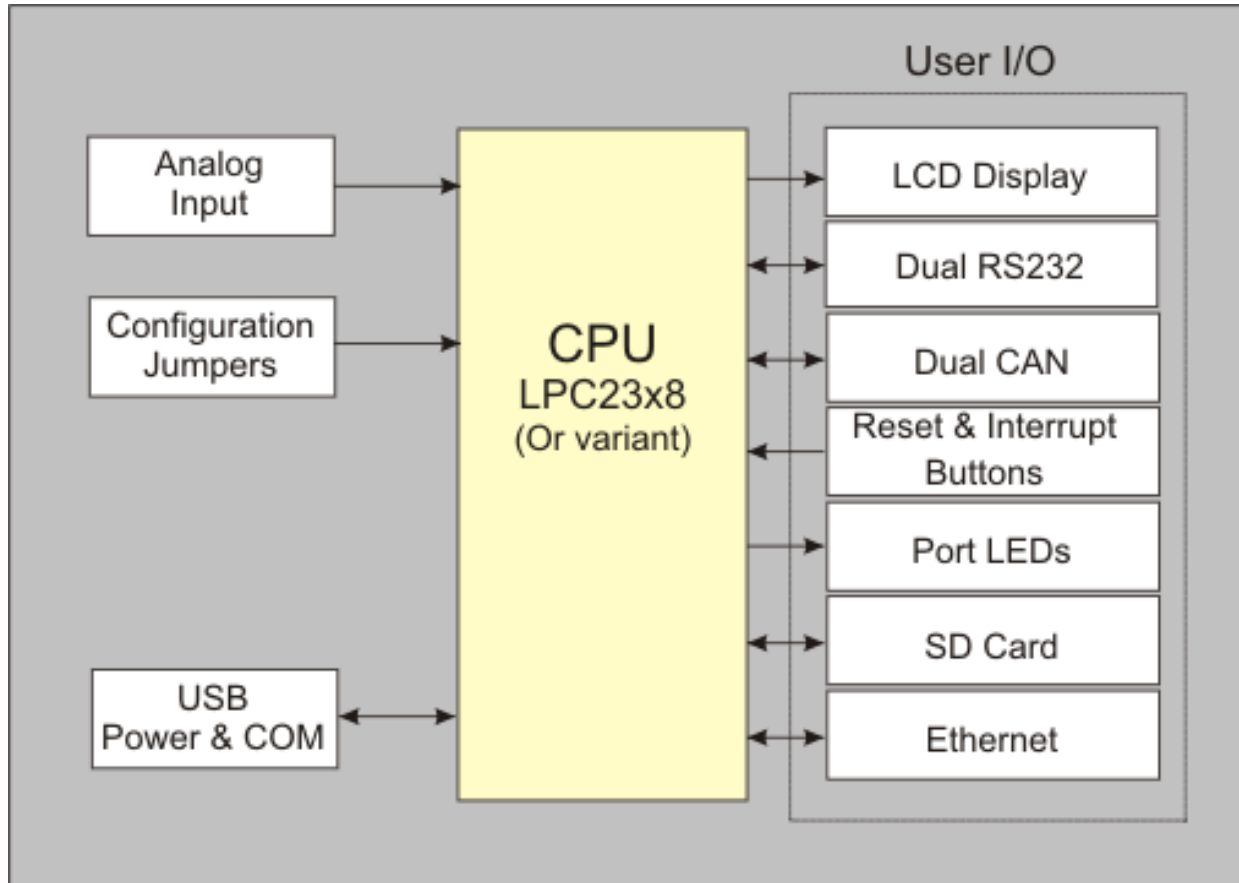 User I/O
Analog
Input
Configuration
Jumpers
USB
Power & COM
CPU
LPC23x8
(Or variant)
LCD Display
Dual RS232
Dual CAN
Reset & Interrupt
Buttons
Port LEDs
SD Card
Ethernet